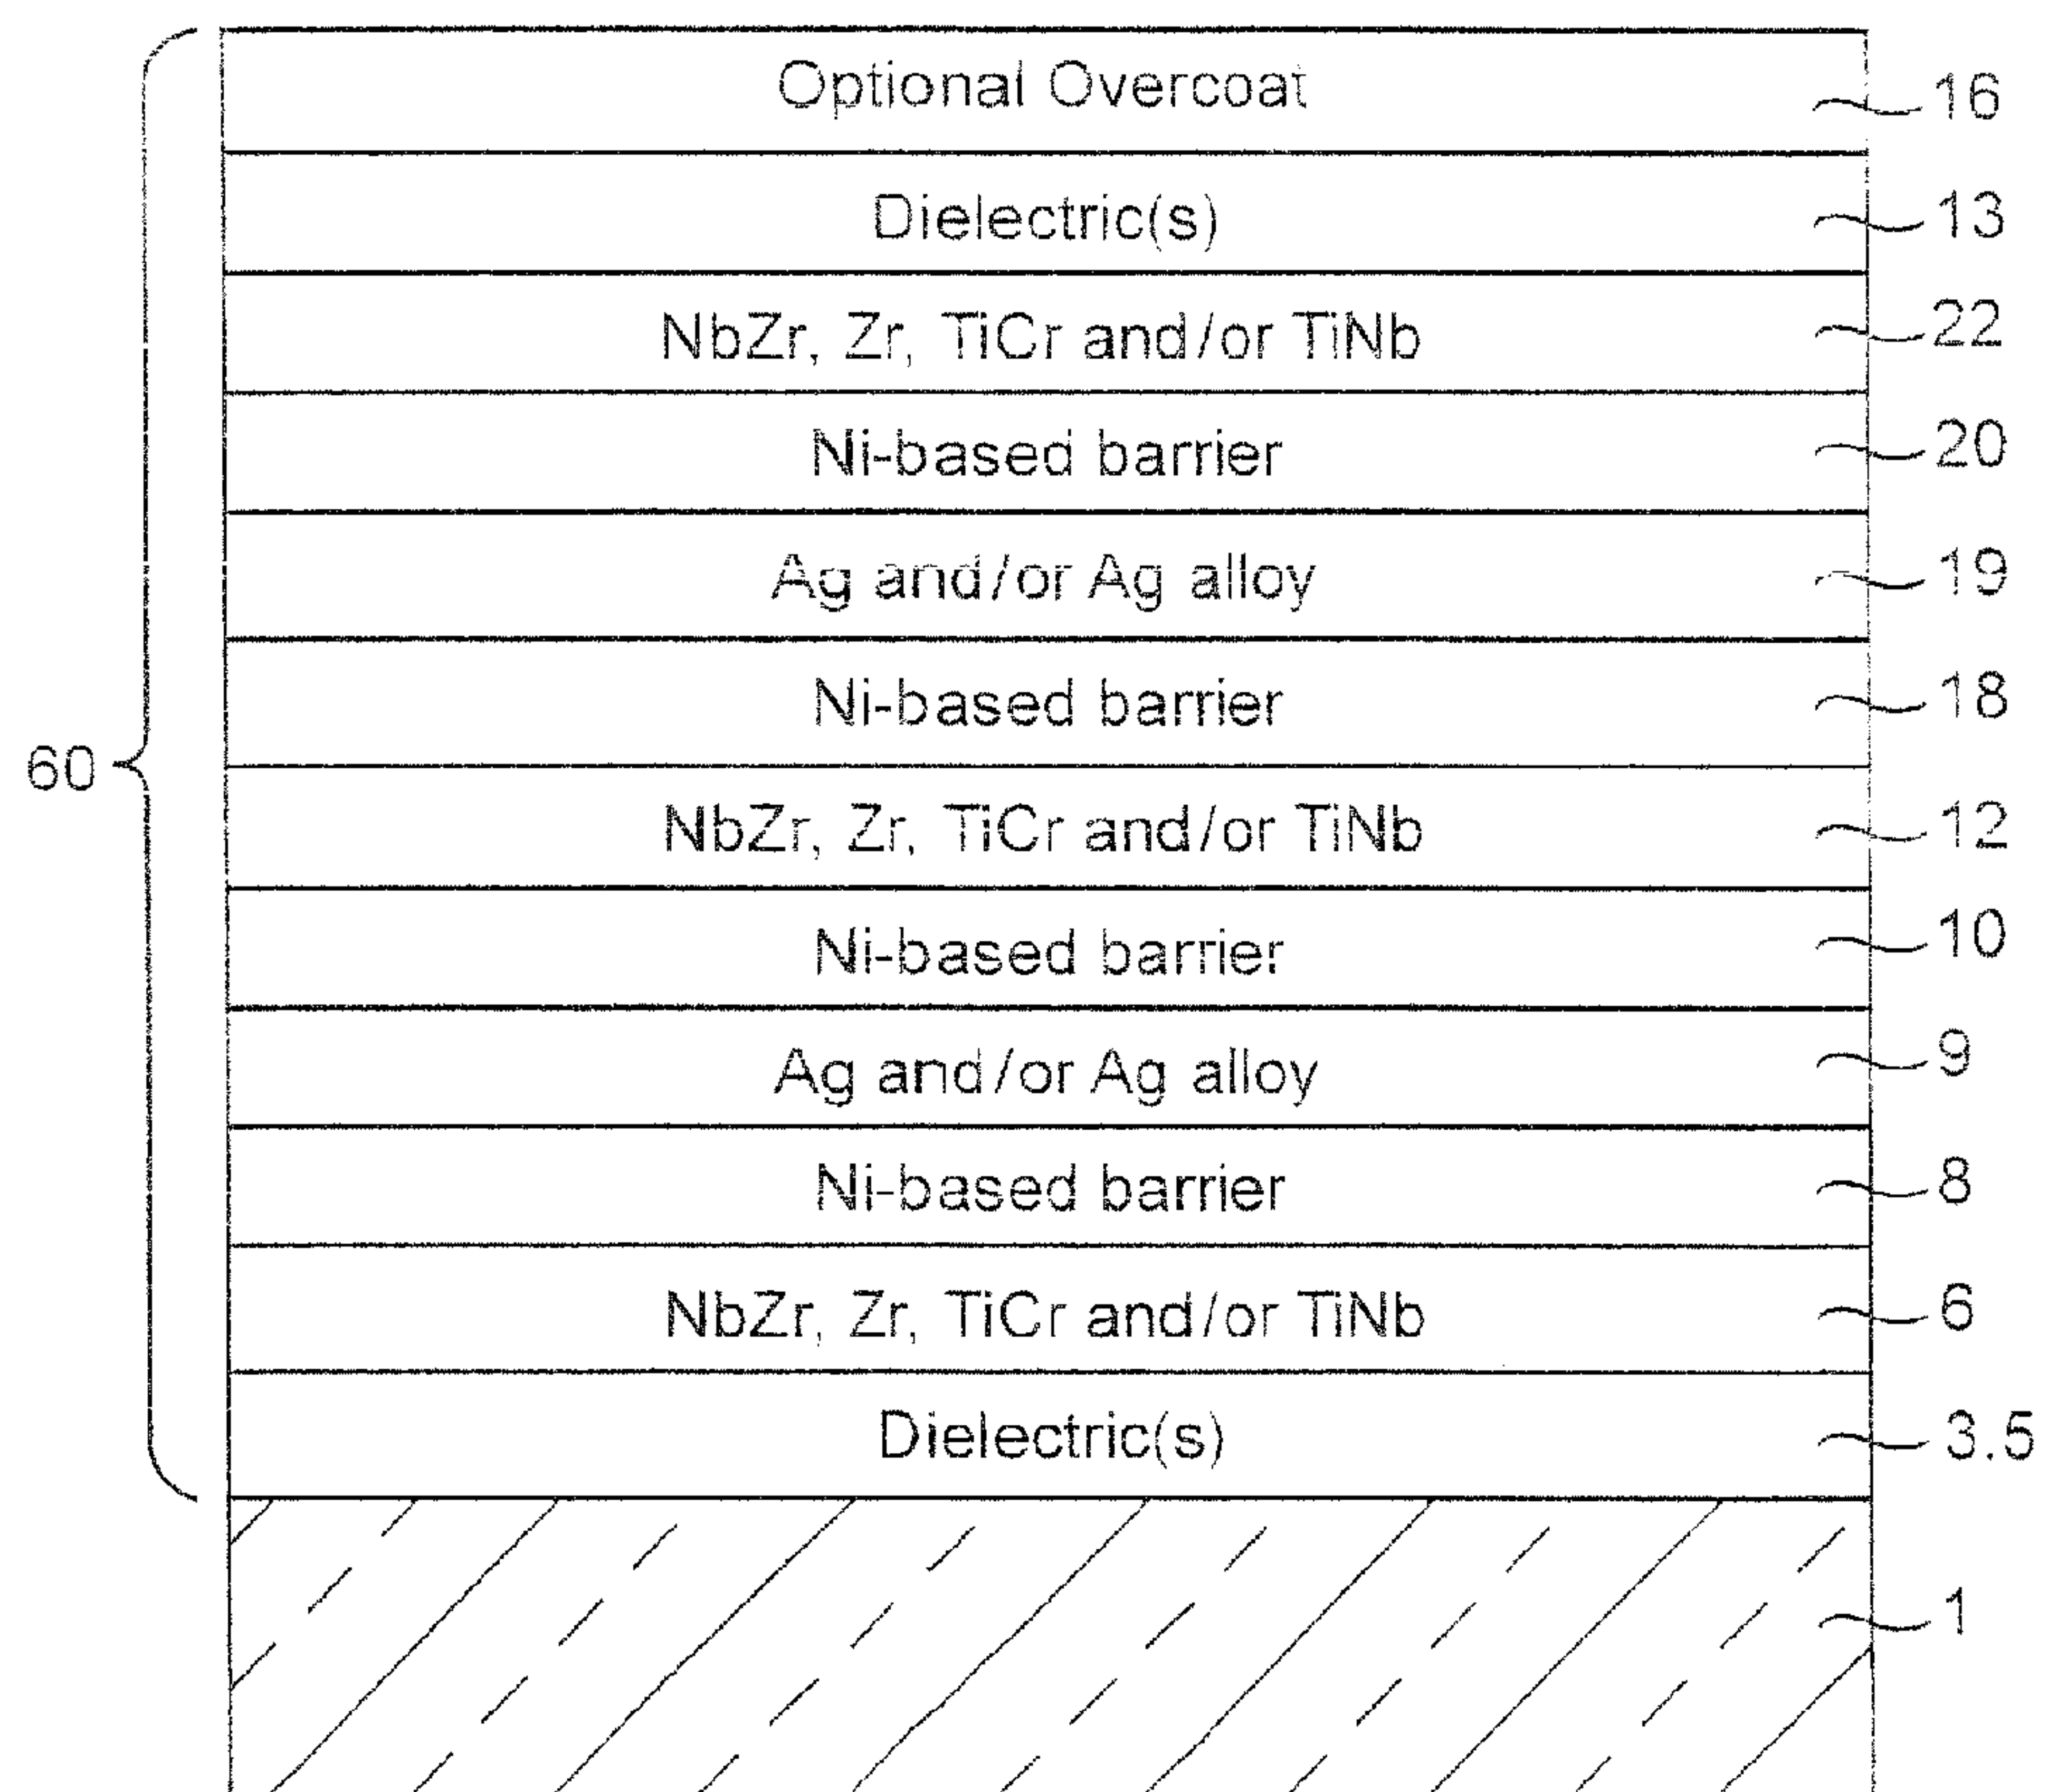 Optional Overcoat 16
Dielectric(s) 13
NbZr, Zr, TiCr and/or TiNb 22
Ni-based barrier 20
Ag and/or Ag alloy 19
Ni-based barrier 18
60
NbZr, Zr, TiCr and/or TiNb 12
Ni-based barrier 10
Ag and/or Ag alloy 9
Ni-based barrier 8
NbZr, Zr, TiCr and/or TiNb 6
Dielectric(s) 3.5
1